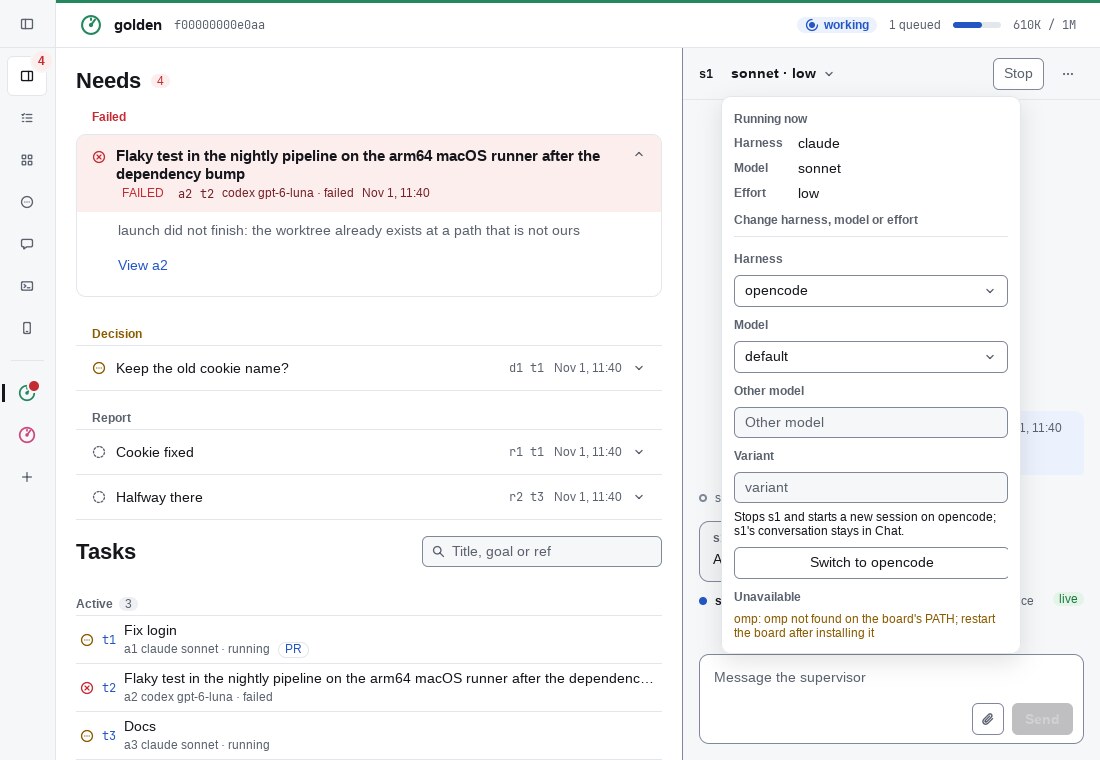 golden f00000000e0aa
working 1 queued 610K / 1M
4
Needs 4
Failed
Flaky test in the nightly pipeline on the arm64 macOS runner after the
dependency bump
FAILED a2 t2 codex gpt-6-luna · failed Nov 1, 11:40
launch did not finish: the worktree already exists at a path that is not ours
View a2
Decision
Keep the old cookie name? d1 t1 Nov 1, 11:40
Report
Cookie fixed r1 t1 Nov 1, 11:40
Halfway there r2 t3 Nov 1, 11:40
Tasks
Title, goal or ref
Active 3
t1 Fix login
a1 claude sonnet · running PR
t2 Flaky test in the nightly pipeline on the arm64 macOS runner after the dependenc…
a2 codex gpt-6-luna · failed
t3 Docs
a3 claude sonnet · running
s1 sonnet · low Stop
Running now
Harness claude
Model sonnet
Effort low
Change harness, model or effort
Harness
opencode
Model
default
Other model
Other model
Variant
variant
Stops s1 and starts a new session on opencode;
s1's conversation stays in Chat.
Switch to opencode
Unavailable
omp: omp not found on the board's PATH; restart
the board after installing it
1, 11:40
live
Message the supervisor
Send